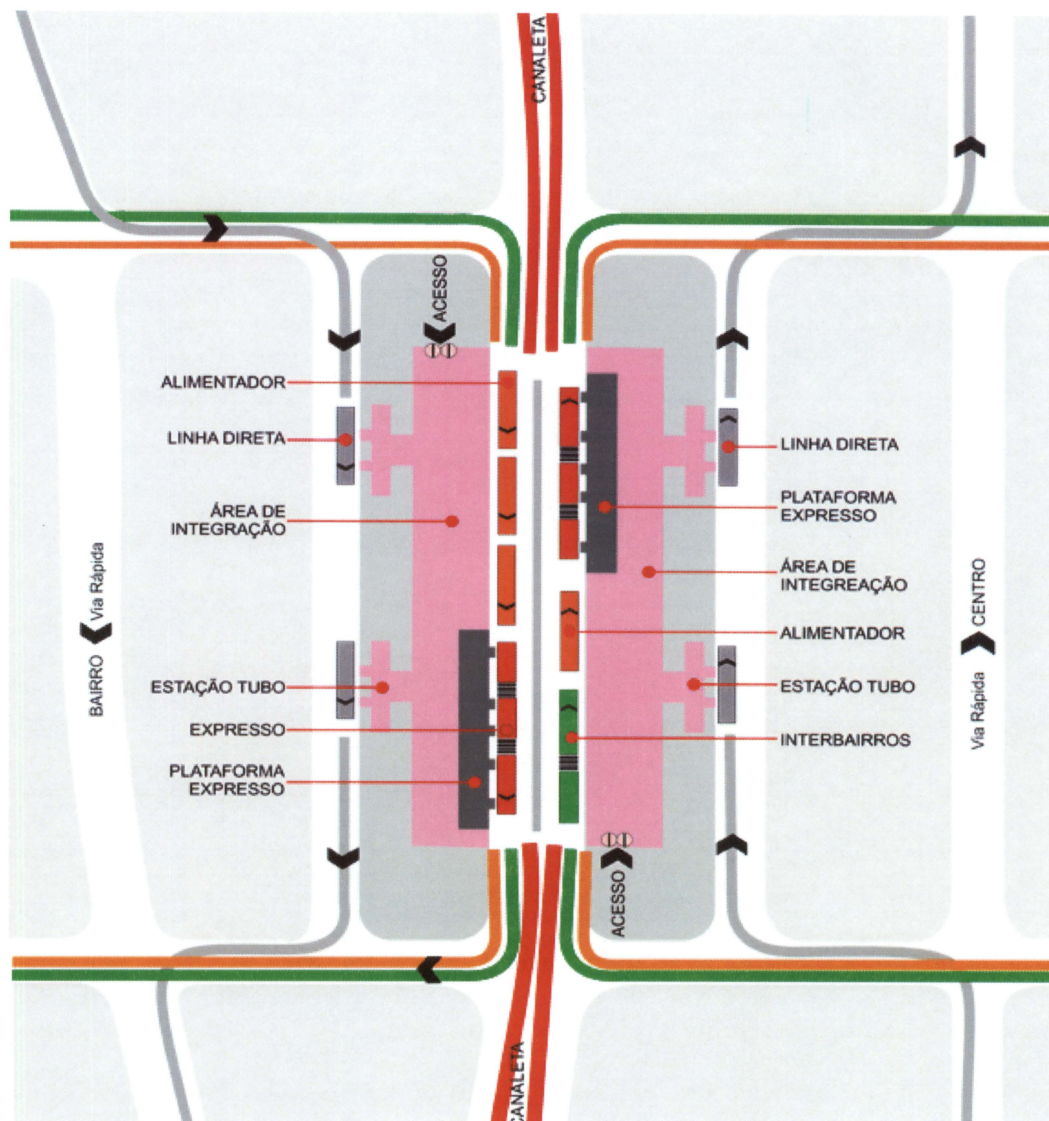 CANALETA
ACESSO
ALIMENTADOR
LINHA DIRETA
ÁREA DE
INTEGRAÇÃO
BAIRRO Via Rápida
ESTAÇÃO TUBO
EXPRESSO
PLATAFORMA
EXPRESSO
LINHA DIRETA
PLATAFORMA
EXPRESSO
ÁREA DE
INTEGREAÇÃO
ALIMENTADOR
ESTAÇÃO TUBO
INTERBAIRROS
Via Rápida CENTRO
ACESSO
CANALETA